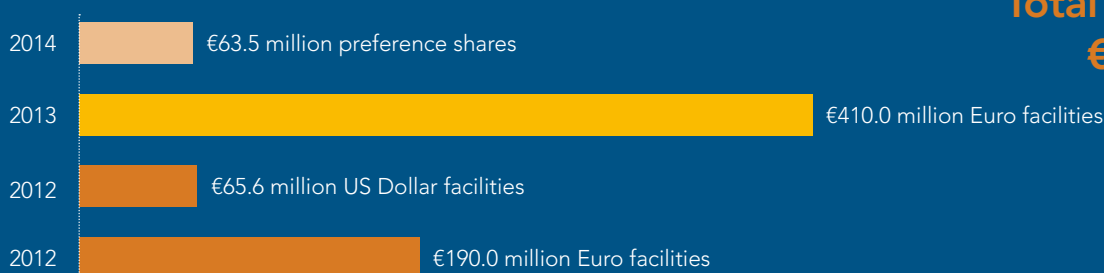 Total
€
2014 €63.5 million preference shares
2013 €410.0 million Euro facilities
2012 €65.6 million US Dollar facilities
2012 €190.0 million Euro facilities